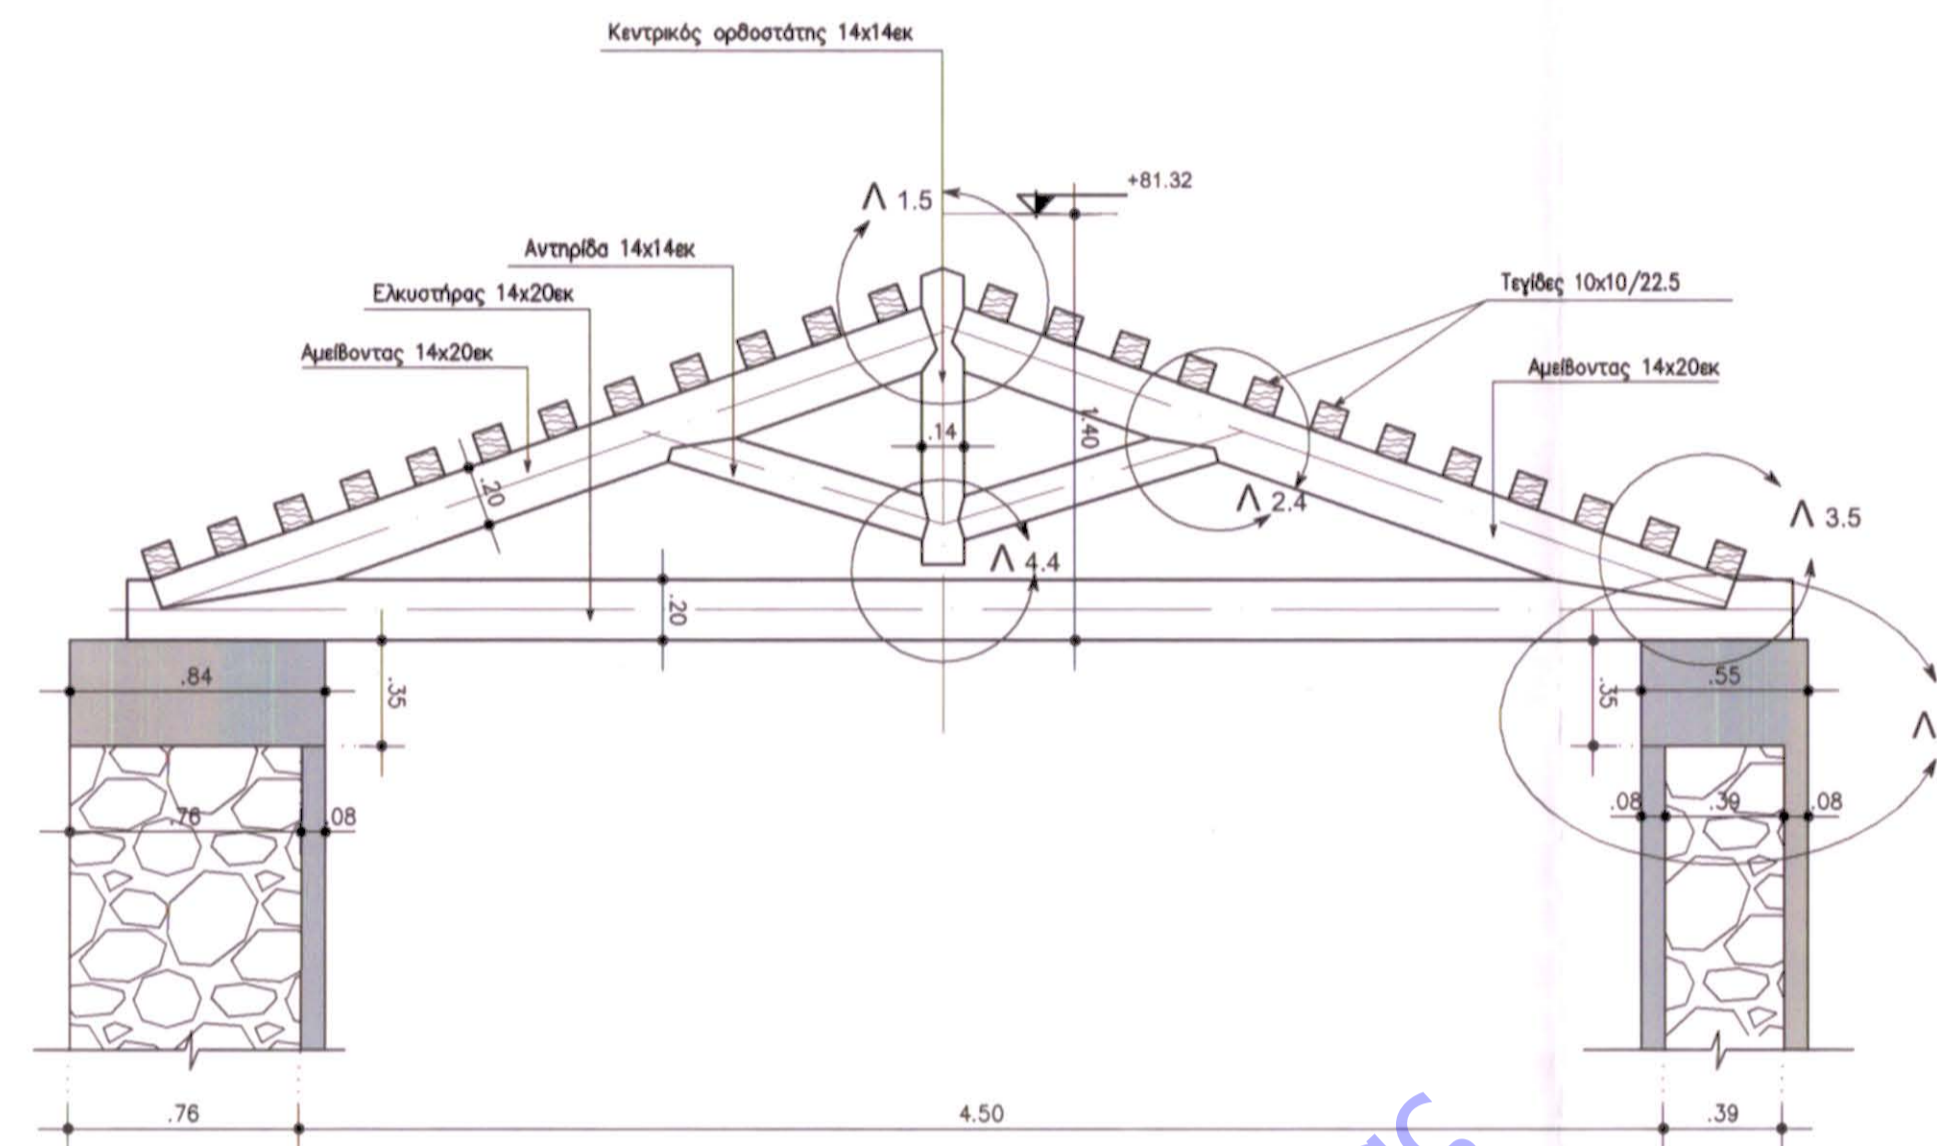 Κεντρικός ορθοστάτης 14x14εκ
+81.32
Λ 1.5
Αντηρίδα 14x14εκ
Ελκυστήρας 14x20εκ
Τεγίδες 10x10/22.5
Αμείβοντας 14x20εκ
Αμείβοντας 14x20εκ
.14
1.40
.20
Λ 2.4
Λ 3.5
Λ 4.4
.20
.84
.35
.35
.55
Λ
.76
.08
.08
.39
.08
.76
4.50
.39